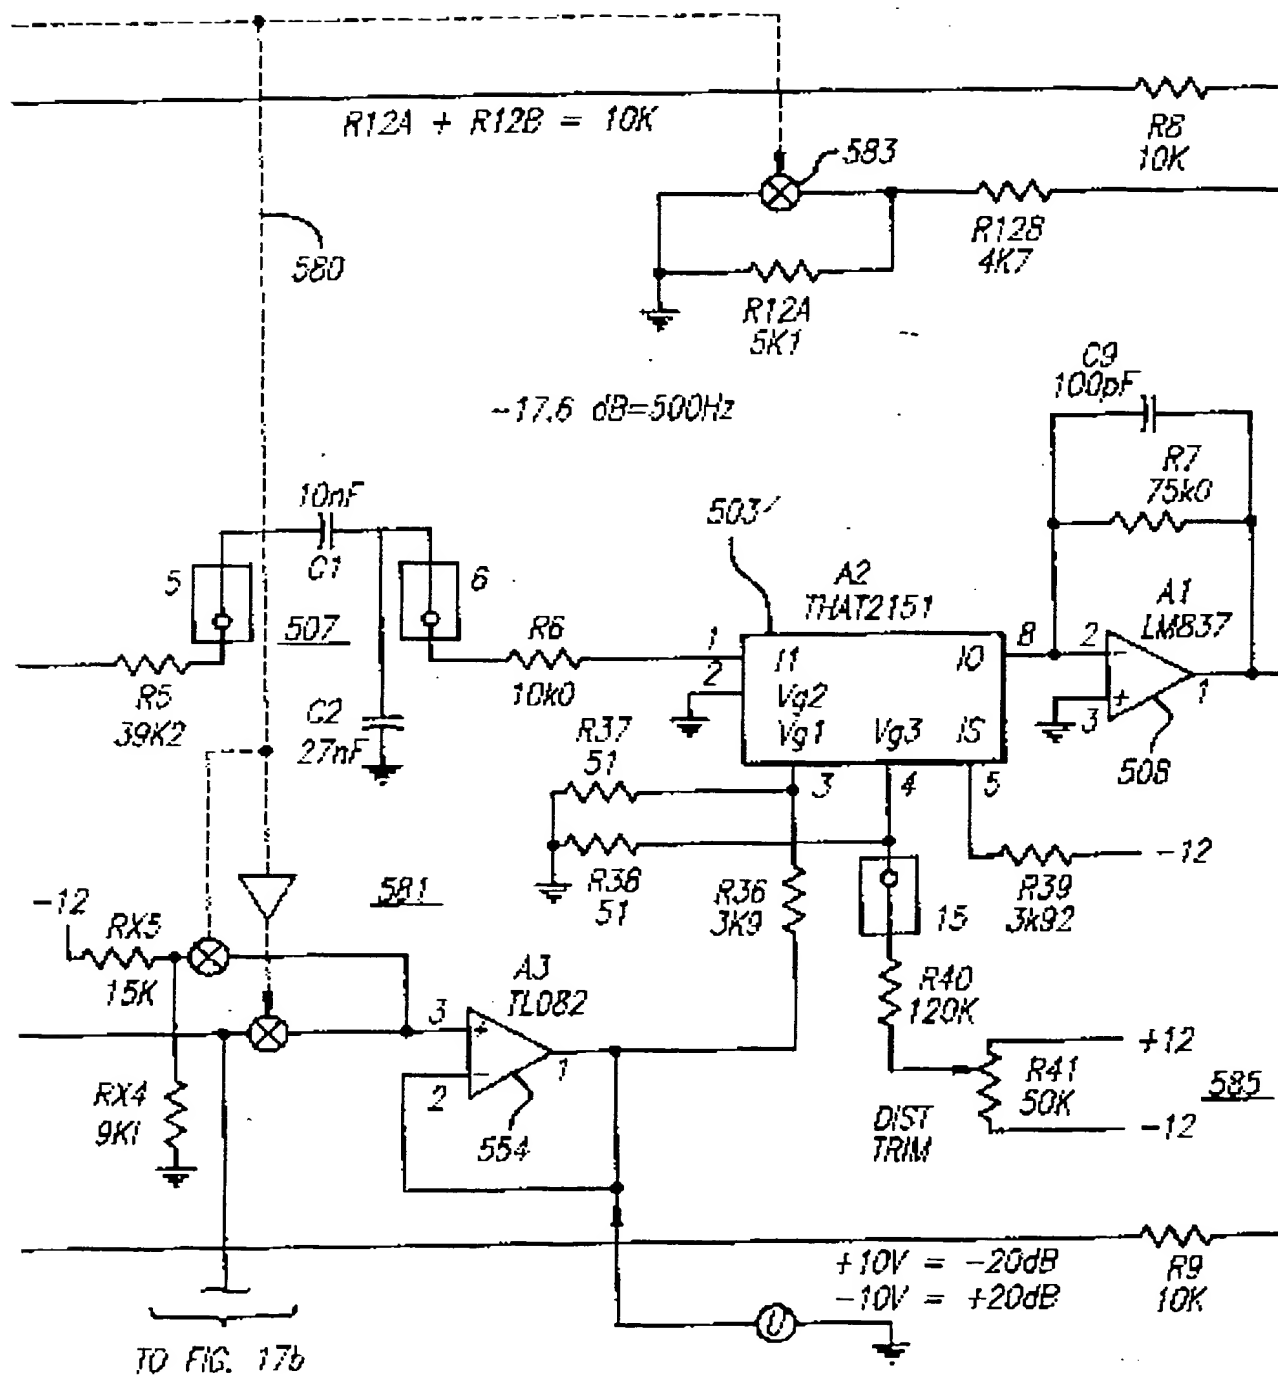 R12A + R12B = 10K
R8
10K
583
R12B
4K7
580
R12A
5K1
C9
100pF
-17.6 dB=500Hz
R7
75k0
10nF
503'
C1
5
6
507
A2
THAT2151
A1
LM837
R6
10k0
1
2
I1
Vg2
Vg1
Vg3
IO
IS
8
2
3
1
508
R5
39K2
C2
27nF
R37
51
3
4
5
R38
51
R36
3K9
-12
R39
3k92
15
581
-12
RX5
15K
A3
TL082
3
2
1
554
R40
120K
+12
R41
50K
585
-12
DIST
TRIM
RX4
9K1
+10V = -20dB
-10V = +20dB
R9
10K
U
TO FIG. 17b